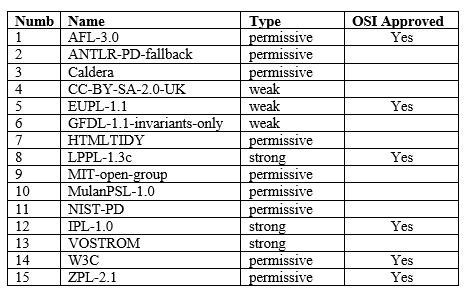 Numb Name Type OSI Approved
1 AFL-3.0 permissive Yes
2 ANTLR-PD-fallback permissive
3 Caldera permissive
4 CC-BY-SA-2.0-UK weak
5 EUPL-1.1 weak Yes
6 GFDL-1.1-invariants-only weak
7 HTMLTIDY permissive
8 LPPL-1.3c strong Yes
9 MIT-open-group permissive
10 MulanPSL-1.0 permissive
11 NIST-PD permissive
12 IPL-1.0 strong Yes
13 VOSTROM strong
14 W3C permissive Yes
15 ZPL-2.1 permissive Yes